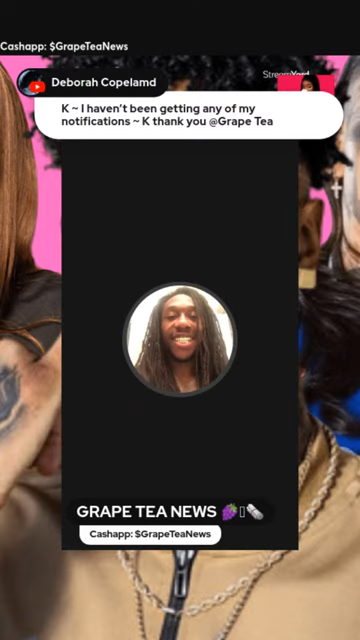 Cashapp: $GrapeTeaNews
StreamYard
Deborah Copelamd
K ~ I haven't been getting any of my
notifications ~ K thank you @Grape Tea
GRAPE TEA NEWS 🍇▯🗞️
Cashapp: $GrapeTeaNews